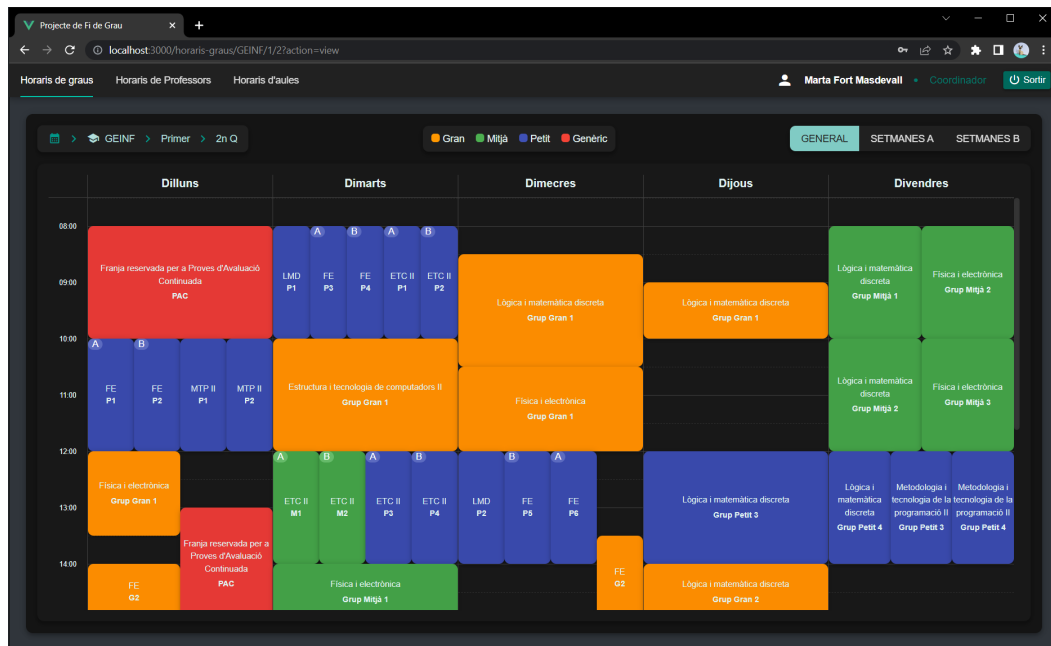 Projecte de Fi de Grau
localhost:3000/horaris-graus/GEINF/1/2?action=view
Horaris de graus Horaris de Professors Horaris d'aules Marta Fort Masdevall • Coordinador Sortir
GEINF > Primer > 2n Q Gran Mitjà Petit Genèric GENERAL SETMANES A SETMANES B
Dilluns Dimarts Dimecres Dijous Divendres
08:00
09:00
10:00
11:00
12:00
13:00
14:00
Franja reservada per a Proves d'Avaluació
Continuada
PAC
A
FE
P1
B
FE
P2
MTP II
P1
MTP II
P2
Física i electrònica
Grup Gran 1
Franja reservada per a
Proves d'Avaluació
Continuada
PAC
FE
G2
LMD
P1
A
FE
P3
B
FE
P4
A
ETC II
P1
B
ETC II
P2
Estructura i tecnologia de computadors II
Grup Gran 1
A
ETC II
M1
B
ETC II
M2
A
ETC II
P3
B
ETC II
P4
Física i electrònica
Grup Mitjà 1
Lògica i matemàtica discreta
Grup Gran 1
Física i electrònica
Grup Gran 1
LMD
P2
B
FE
P5
A
FE
P6
FE
G2
Lògica i matemàtica discreta
Grup Gran 1
Lògica i matemàtica discreta
Grup Petit 3
Lògica i matemàtica discreta
Grup Gran 2
Lògica i matemàtica
discreta
Grup Mitjà 1
Física i electrònica
Grup Mitjà 2
Lògica i matemàtica
discreta
Grup Mitjà 2
Física i electrònica
Grup Mitjà 3
Lògica i
matemàtica
discreta
Grup Petit 4
Metodologia i
tecnologia de la
programació II
Grup Petit 3
Metodologia i
tecnologia de la
programació II
Grup Petit 4